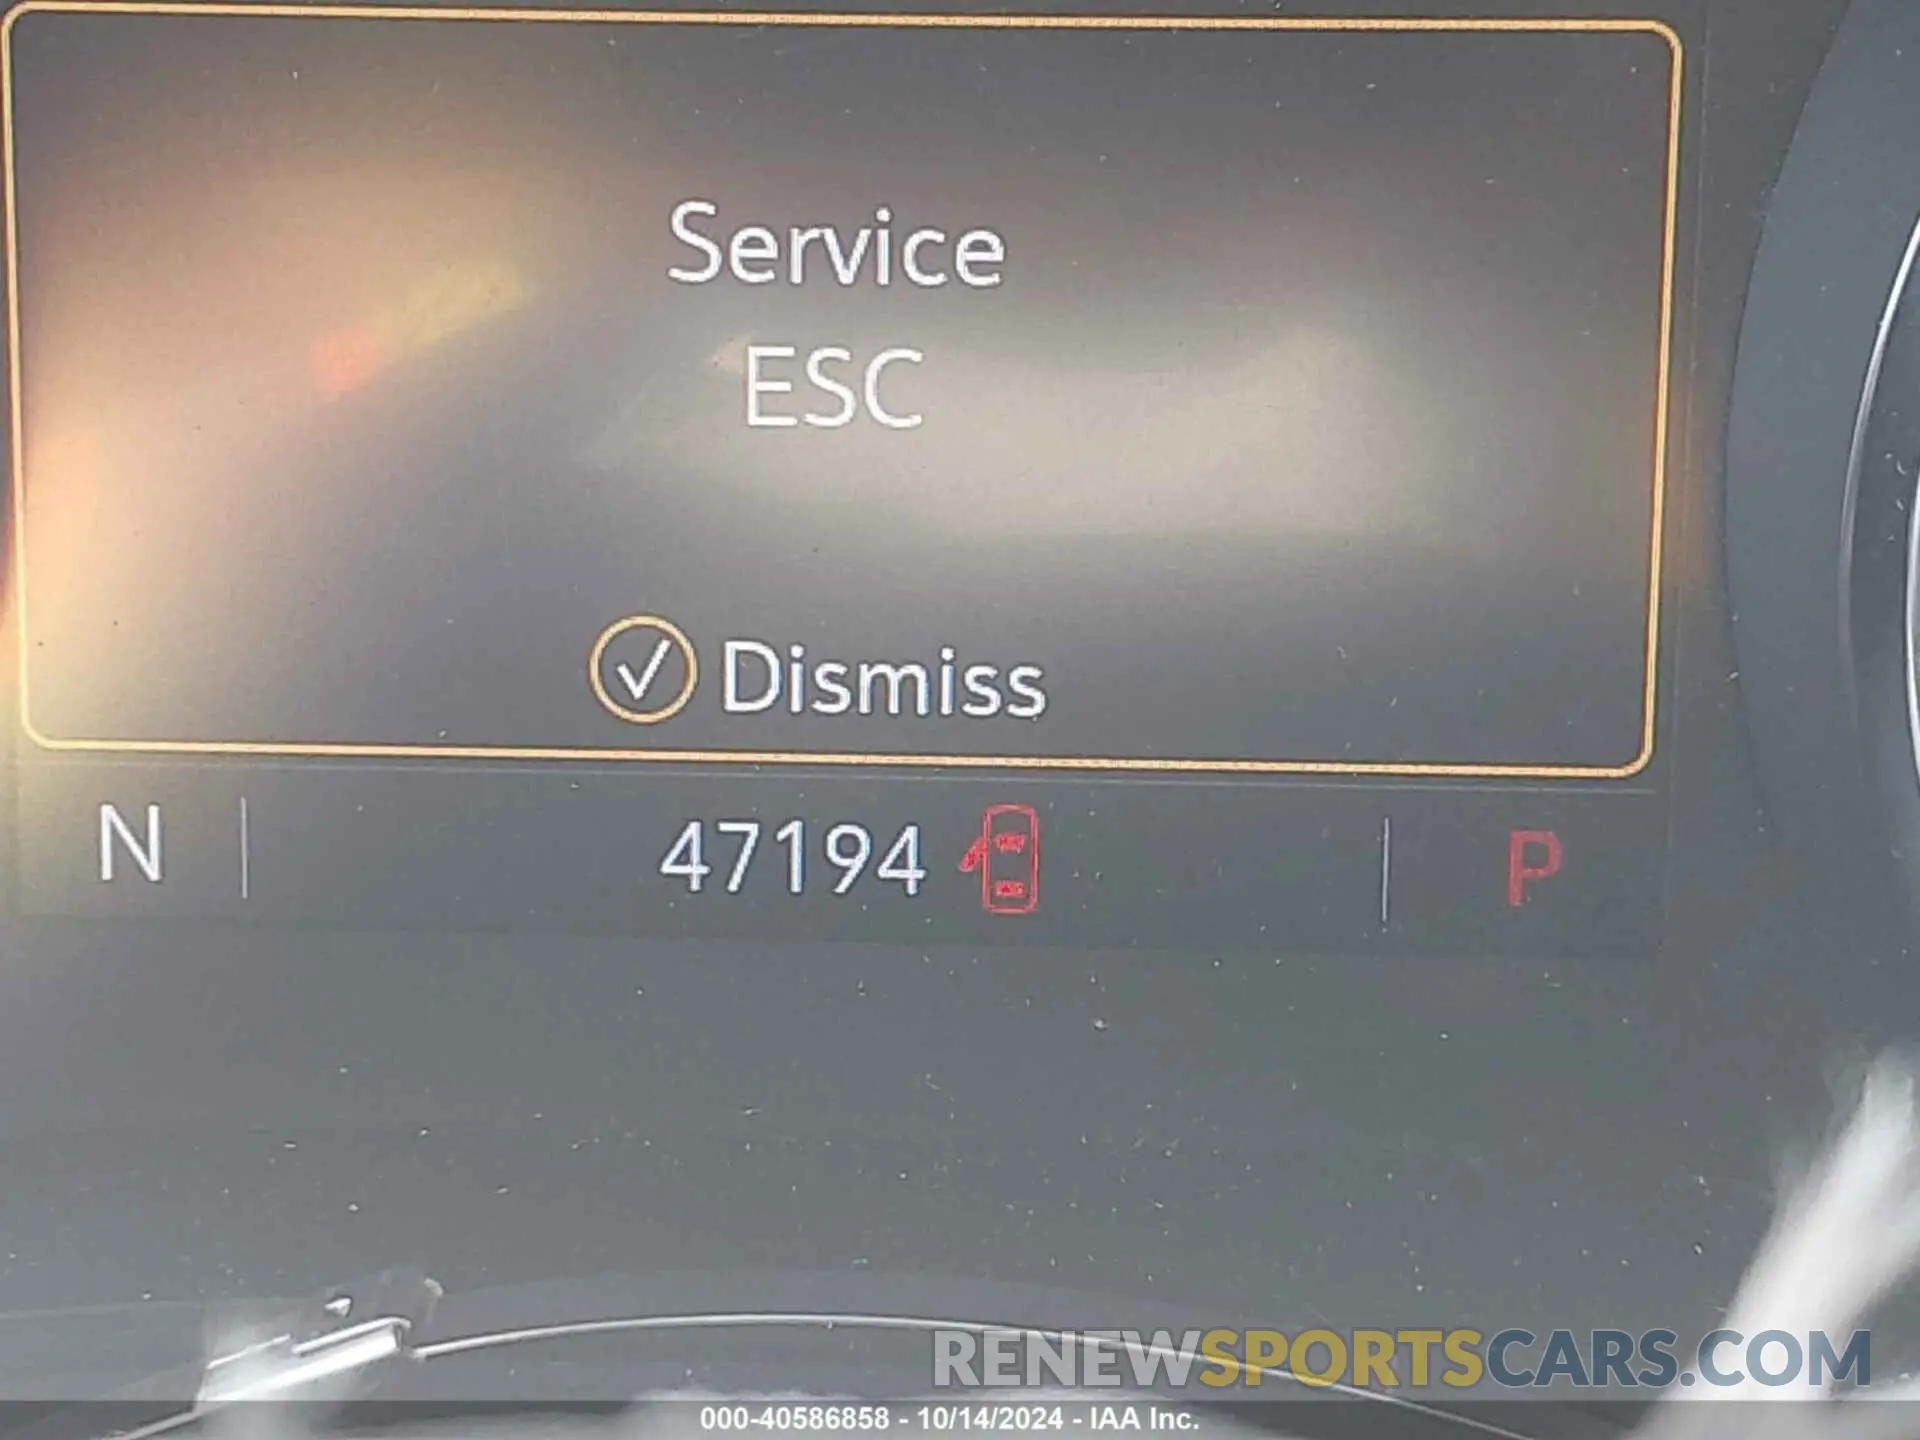 Service
ESC
Dismiss
N 47194 P
RENEWSPORTSCARS.COM
000-40586858 - 10/14/2024 - IAA Inc.